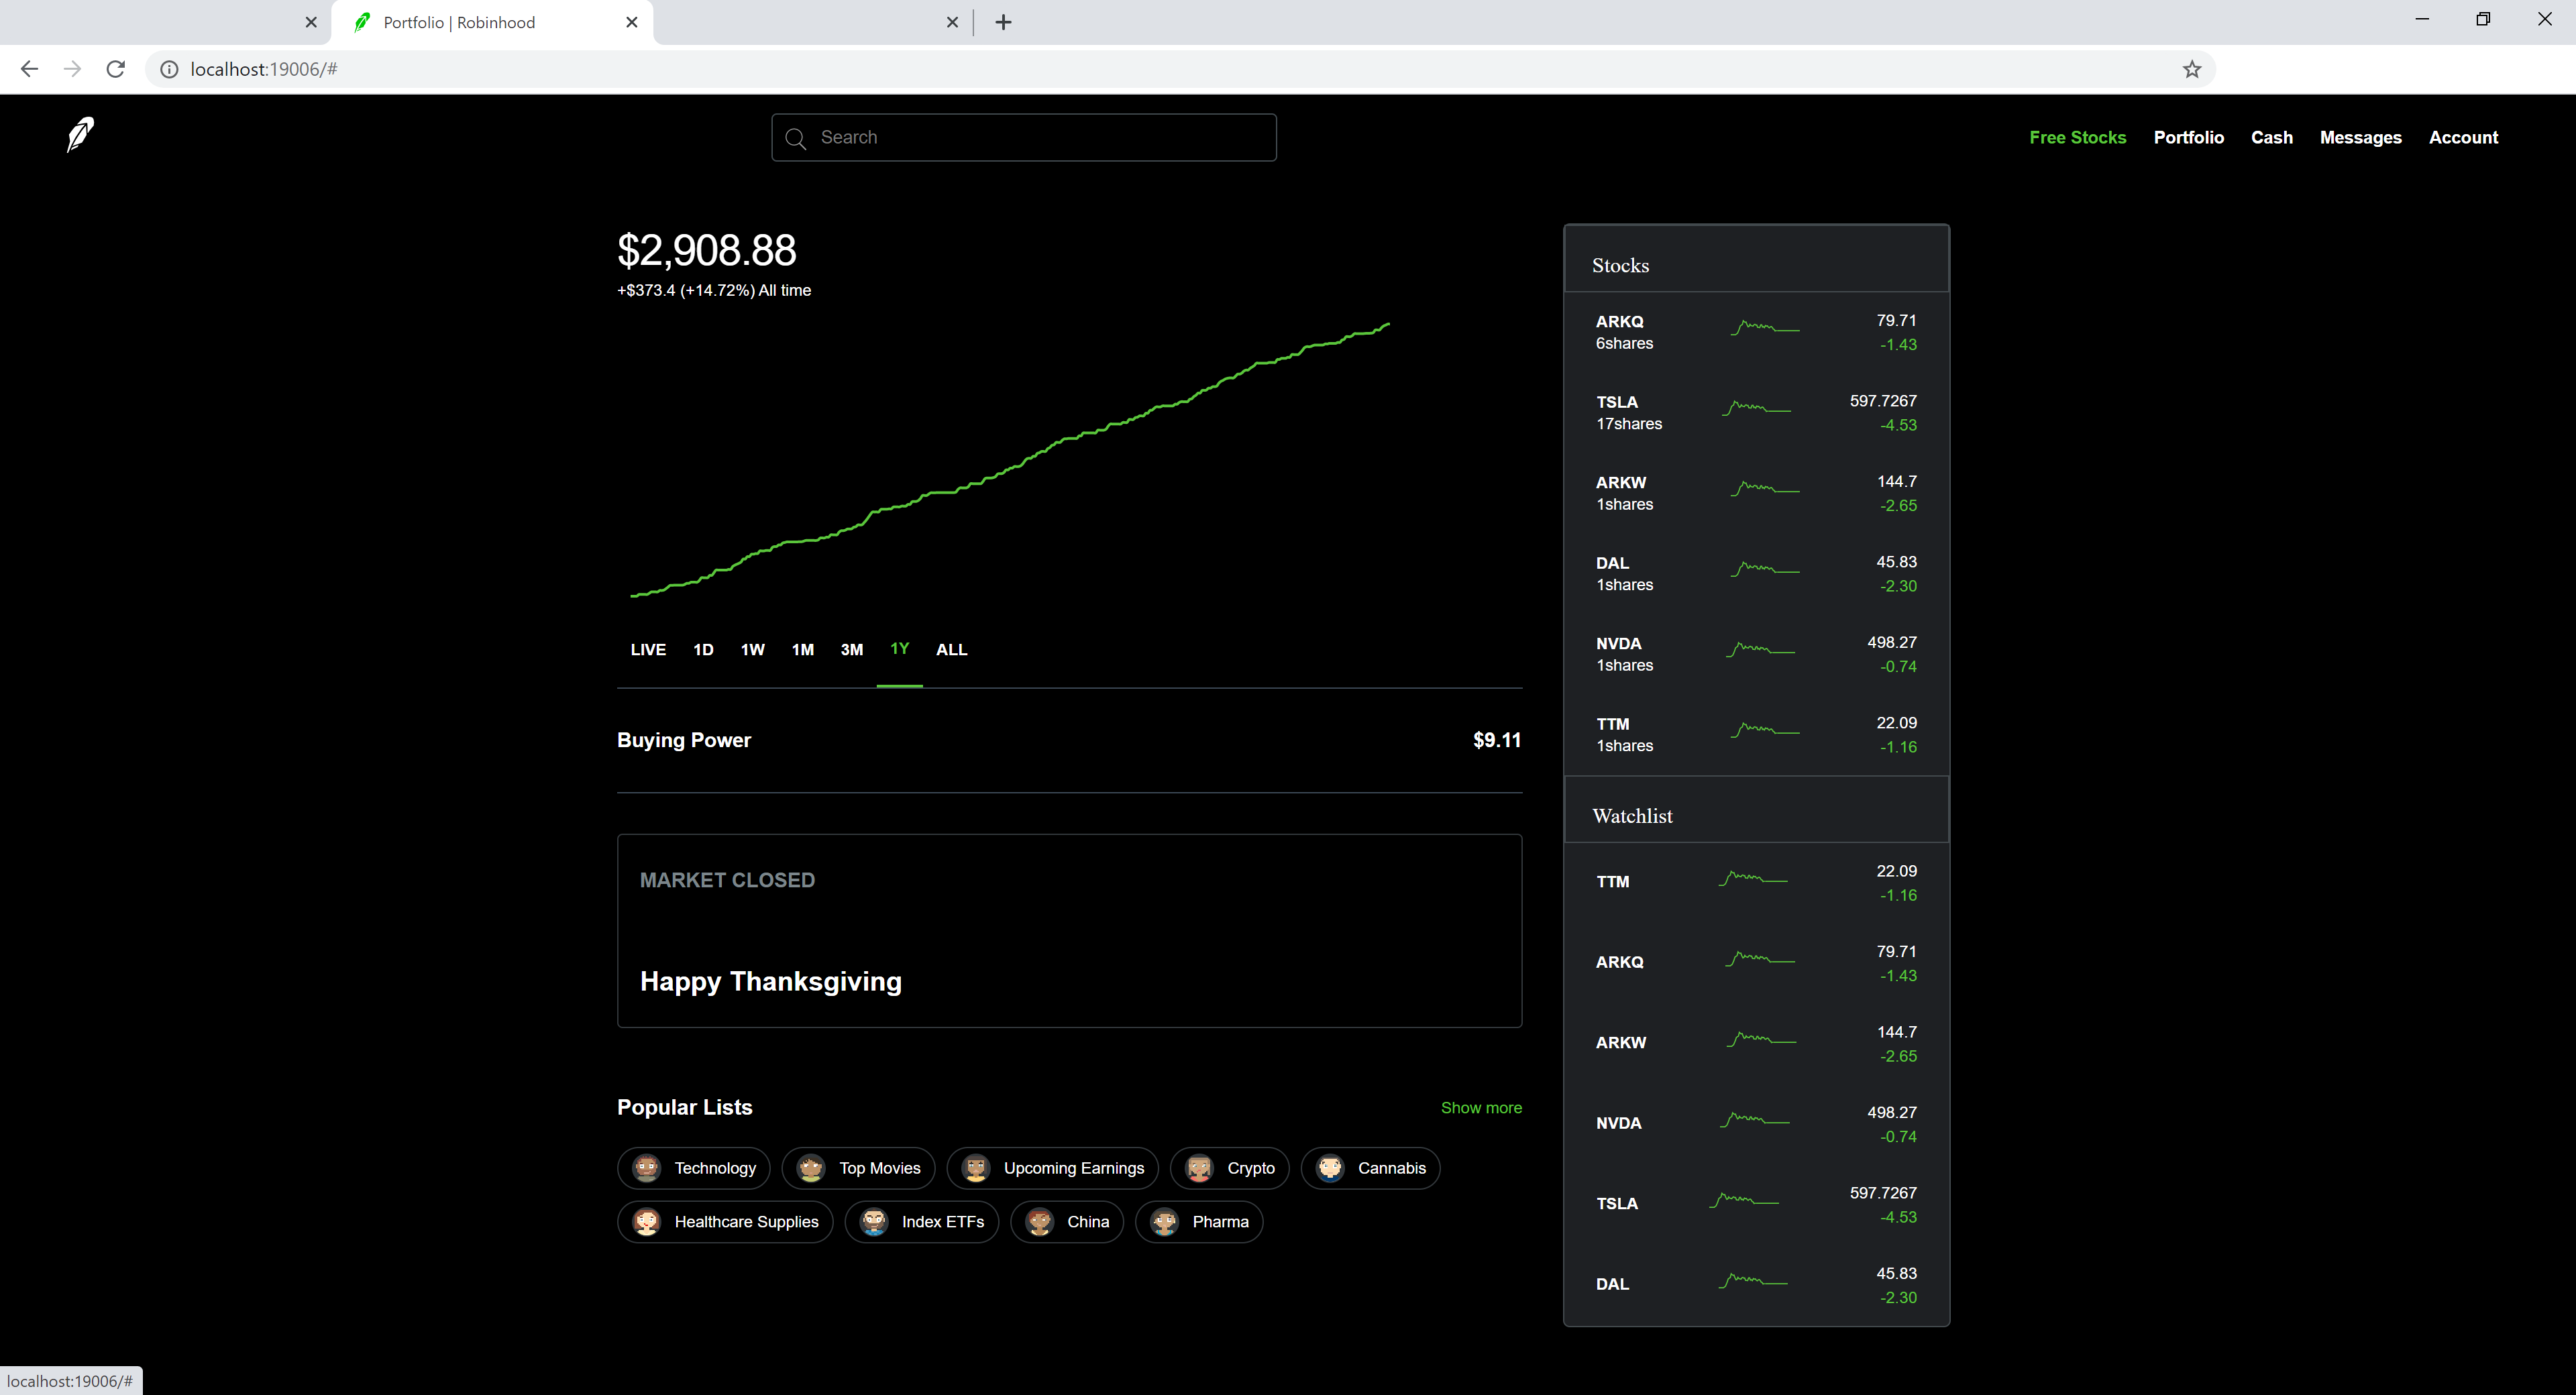 Portfolio | Robinhood
localhost:19006/#
Search
Free Stocks Portfolio Cash Messages Account
$2,908.88
+$373.4 (+14.72%) All time
LIVE 1D 1W 1M 3M 1Y ALL
Buying Power $9.11
MARKET CLOSED
Happy Thanksgiving
Popular Lists Show more
Technology Top Movies Upcoming Earnings Crypto Cannabis
Healthcare Supplies Index ETFs China Pharma
Stocks
ARKQ 79.71
6shares -1.43
TSLA 597.7267
17shares -4.53
ARKW 144.7
1shares -2.65
DAL 45.83
1shares -2.30
NVDA 498.27
1shares -0.74
TTM 22.09
1shares -1.16
Watchlist
TTM 22.09
-1.16
ARKQ 79.71
-1.43
ARKW 144.7
-2.65
NVDA 498.27
-0.74
TSLA 597.7267
-4.53
DAL 45.83
-2.30
localhost:19006/#